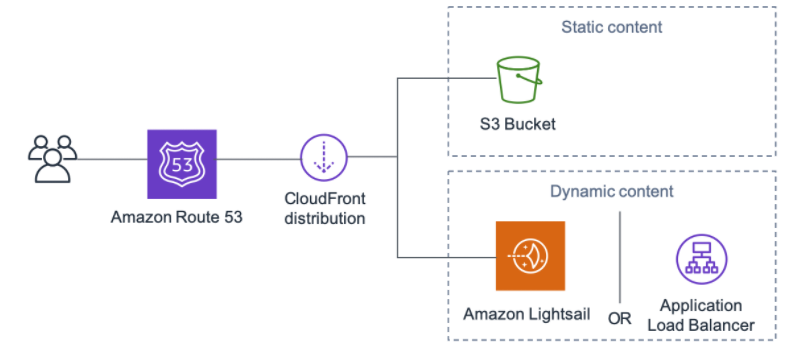 Static content
S3 Bucket
53
Amazon Route 53
CloudFront
distribution
Dynamic content
Amazon Lightsail
OR
Application
Load Balancer